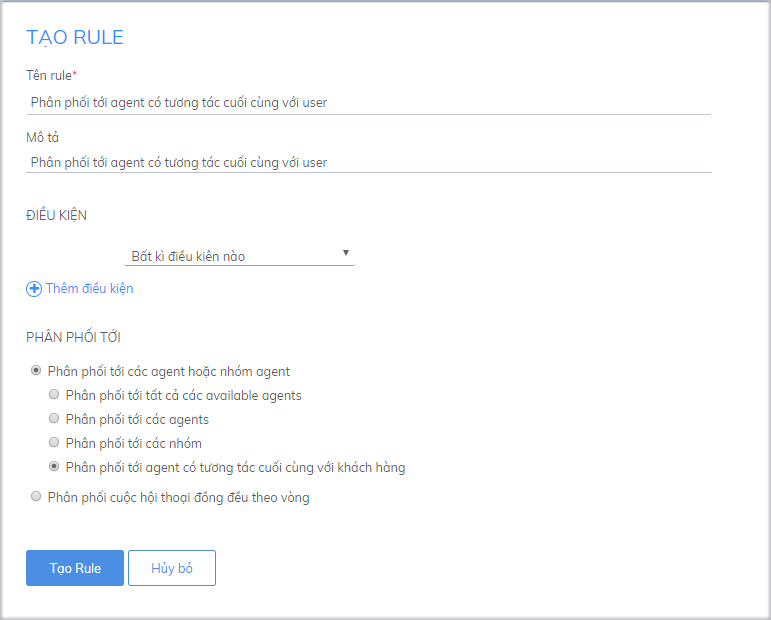 TẠO RULE
Tên rule*
Phân phối tới agent có tương tác cuối cùng với user
Mô tả
Phân phối tới agent có tương tác cuối cùng với user
ĐIỀU KIỆN
Bất kì điều kiên nào
Thêm điều kiện
PHÂN PHỐI TỚI
Phân phối tới các agent hoặc nhóm agent
Phân phối tới tất cả các available agents
Phân phối tới các agents
Phân phối tới các nhóm
Phân phối tới agent có tương tác cuối cùng với khách hàng
Phân phối cuộc hội thoại đồng đều theo vòng
Tạo Rule Hủy bỏ